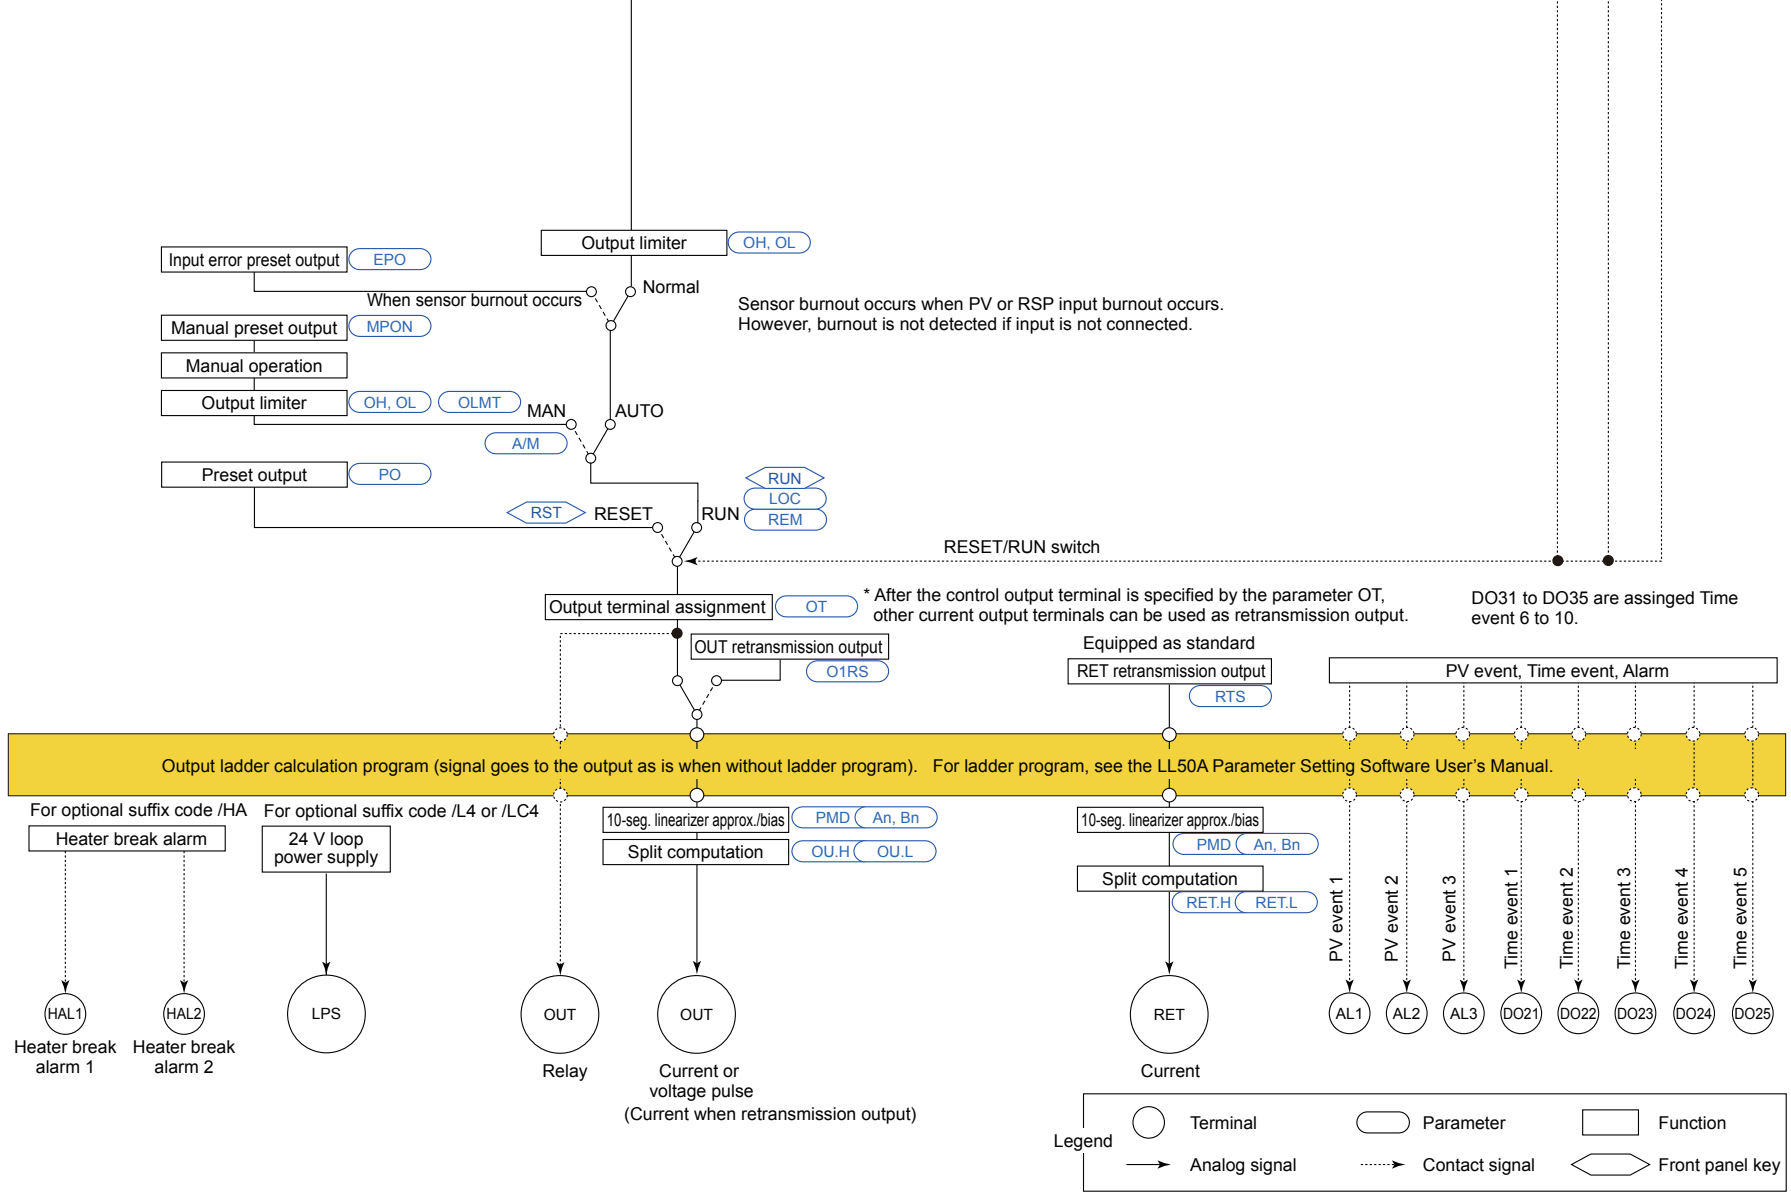 Output limiter
OH, OL
Input error preset output
EPO
When sensor burnout occurs
Normal
Sensor burnout occurs when PV or RSP input burnout occurs.
However, burnout is not detected if input is not connected.
Manual preset output
MPON
Manual operation
Output limiter
OH, OL
OLMT
MAN
AUTO
A/M
Preset output
PO
RUN
LOC
REM
RST
RESET
RUN
RESET/RUN switch
Output terminal assignment
OT
* After the control output terminal is specified by the parameter OT,
other current output terminals can be used as retransmission output.
DO31 to DO35 are assinged Time
event 6 to 10.
OUT retransmission output
O1RS
Equipped as standard
RET retransmission output
RTS
PV event, Time event, Alarm
Output ladder calculation program (signal goes to the output as is when without ladder program). For ladder program, see the LL50A Parameter Setting Software User's Manual.
For optional suffix code /HA
Heater break alarm
For optional suffix code /L4 or /LC4
24 V loop
power supply
10-seg. linearizer approx./bias
PMD
An, Bn
Split computation
OU.H
OU.L
10-seg. linearizer approx./bias
PMD
An, Bn
Split computation
RET.H
RET.L
PV event 1
PV event 2
PV event 3
Time event 1
Time event 2
Time event 3
Time event 4
Time event 5
HAL1
HAL2
LPS
OUT
OUT
RET
AL1
AL2
AL3
DO21
DO22
DO23
DO24
DO25
Heater break
alarm 1
Heater break
alarm 2
Relay
Current or
voltage pulse
(Current when retransmission output)
Current
Legend
Terminal
Parameter
Function
Analog signal
Contact signal
Front panel key